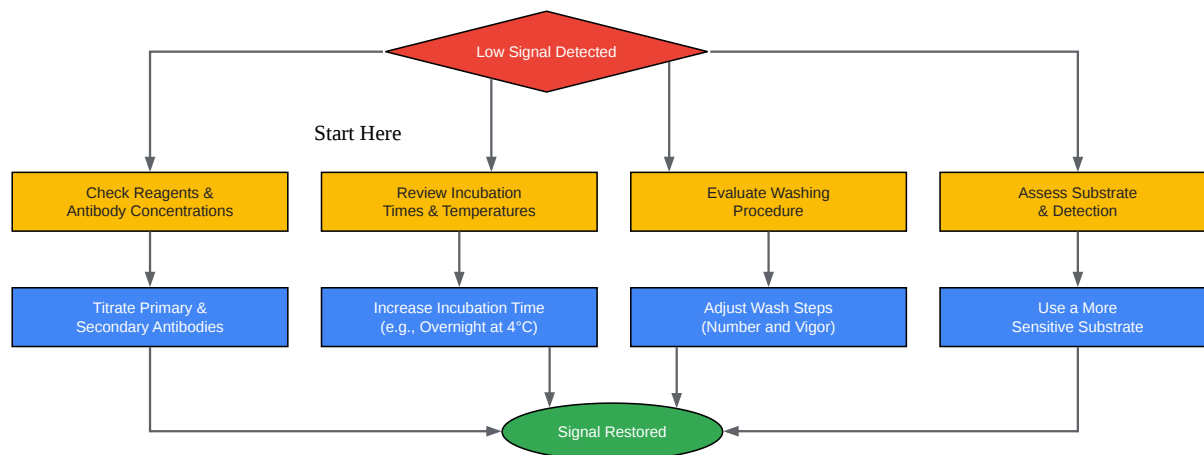 Low Signal Detected
Start Here
Check Reagents &
Antibody Concentrations
Review Incubation
Times & Temperatures
Evaluate Washing
Procedure
Assess Substrate
& Detection
Titrate Primary &
Secondary Antibodies
Increase Incubation Time
(e.g., Overnight at 4°C)
Adjust Wash Steps
(Number and Vigor)
Use a More
Sensitive Substrate
Signal Restored